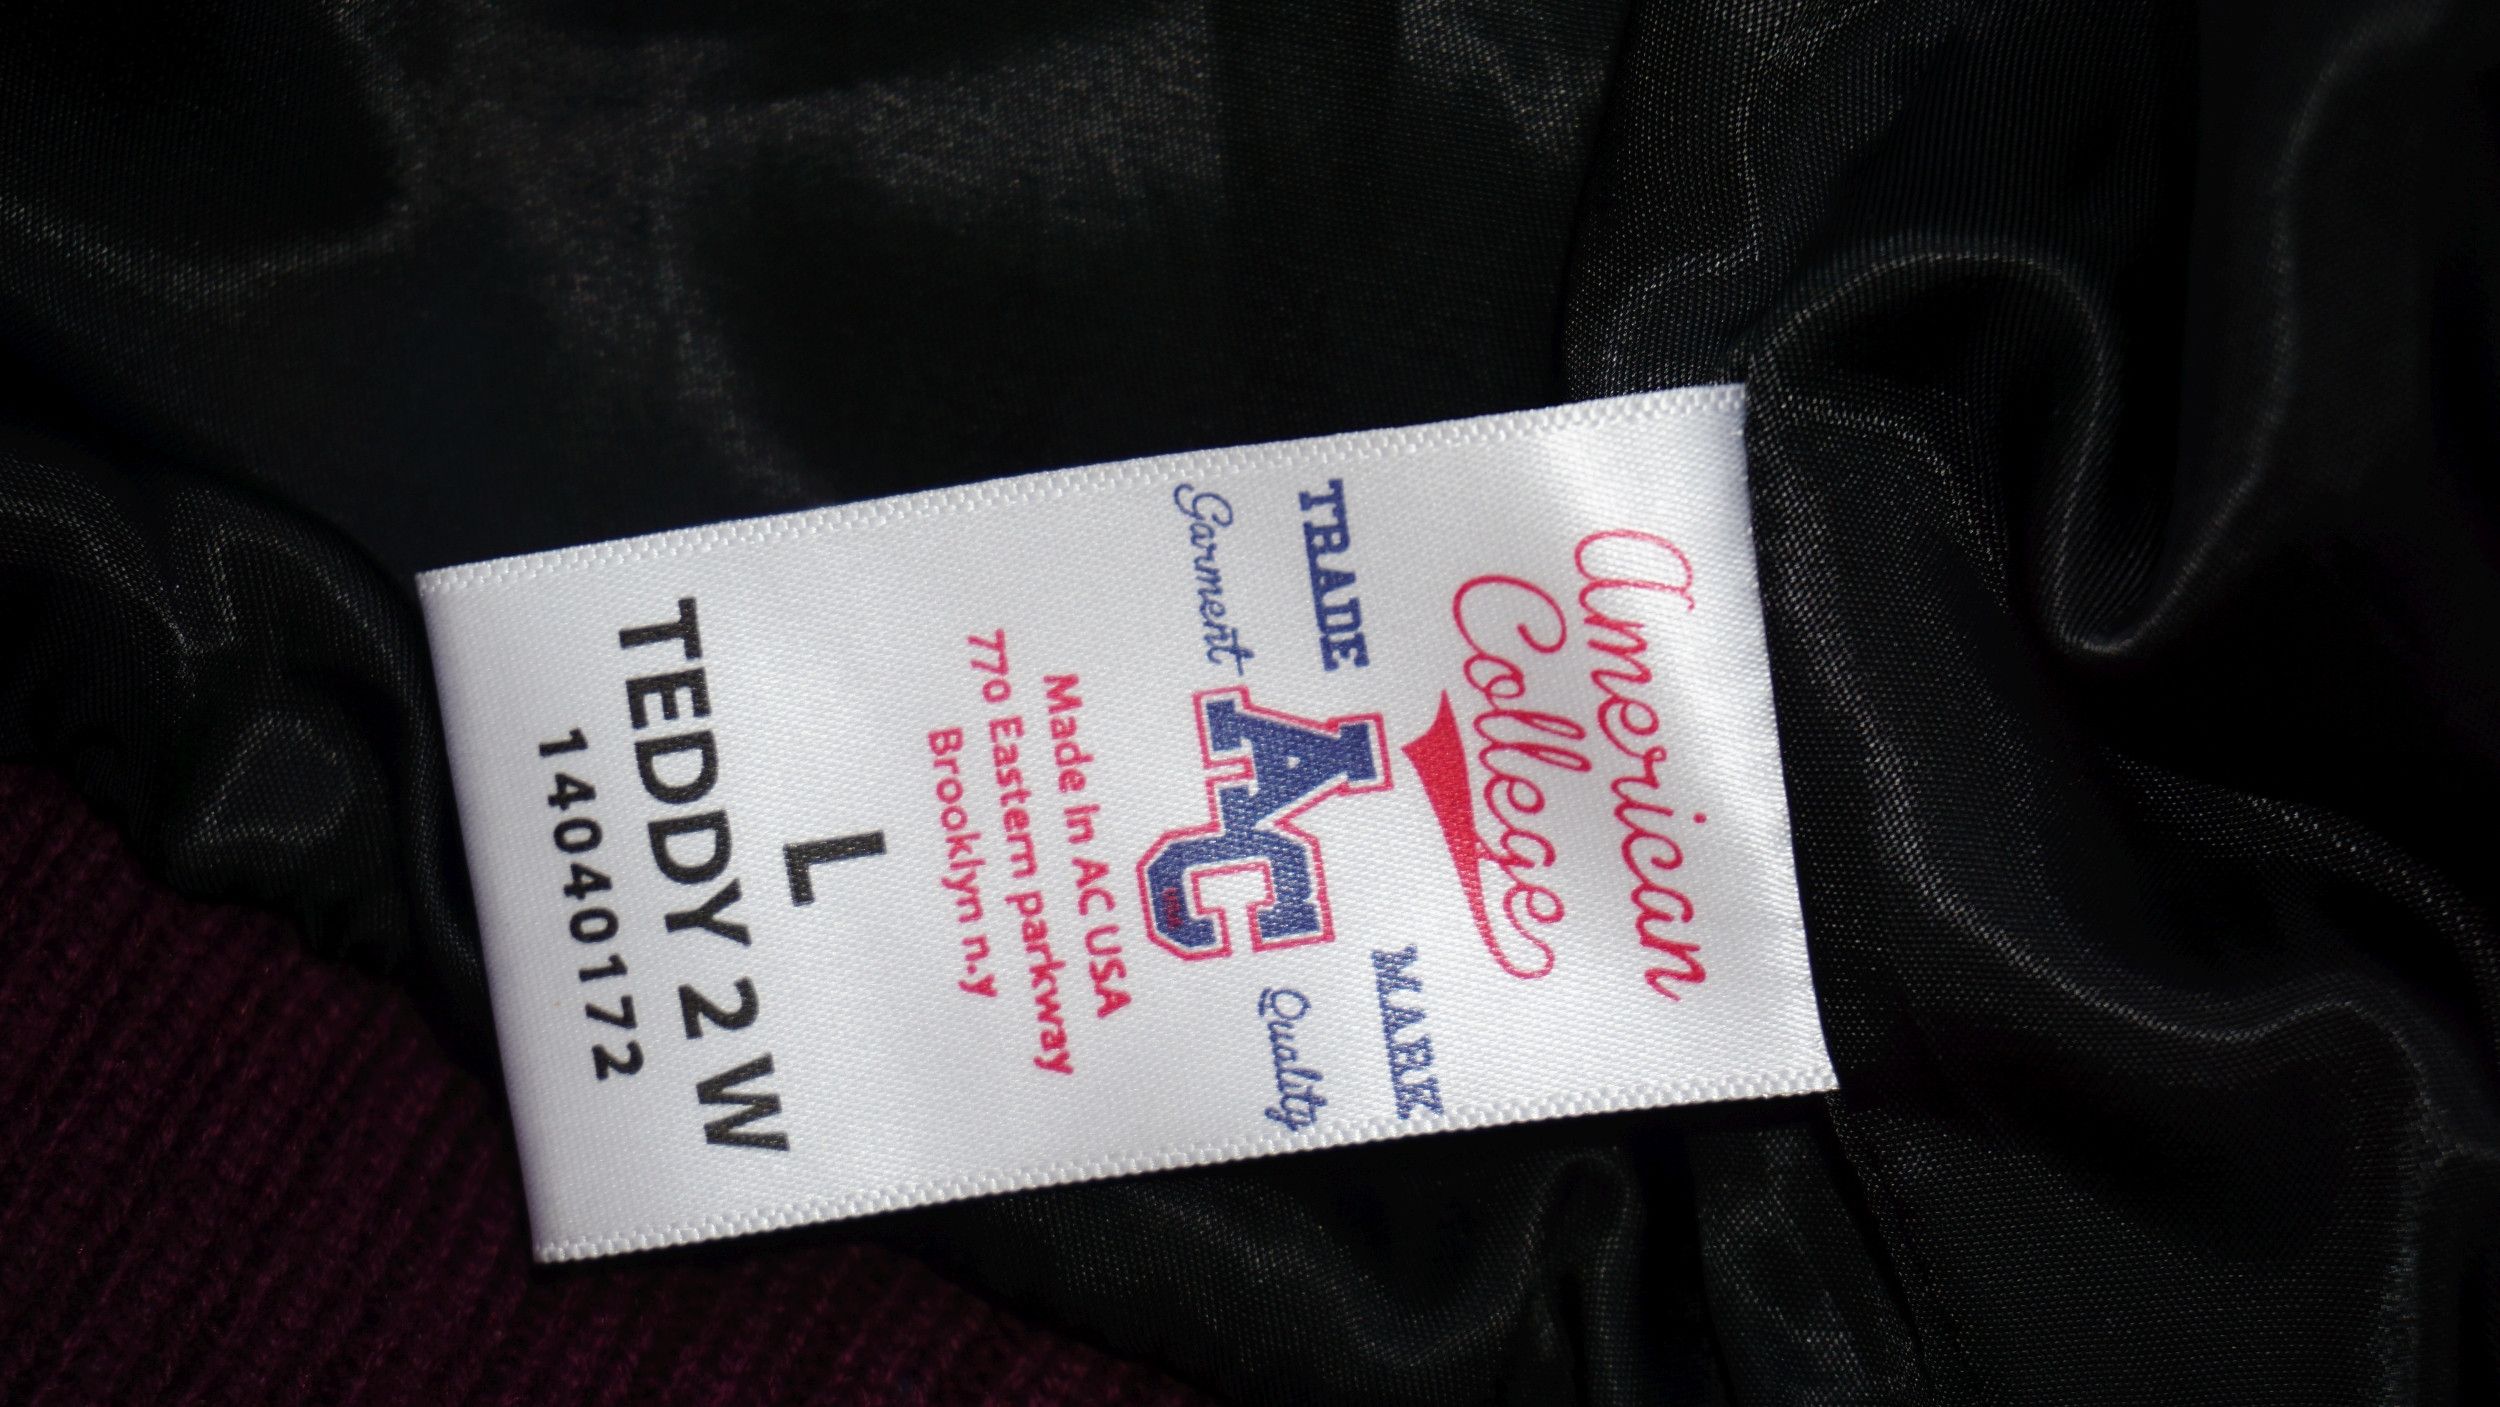 American
College
TRADE MARK
Garment AC Quality
Made In AC USA
770 Eastern parkway
Brooklyn n.y
L
TEDDY 2 W
14040172